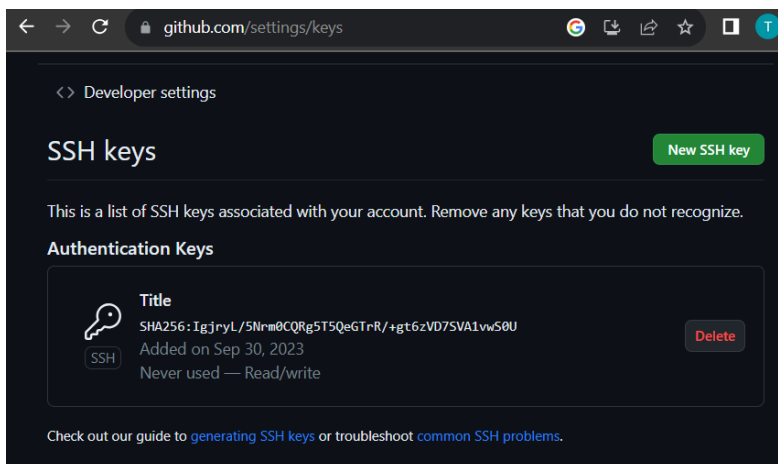 github.com/settings/keys
T
<> Developer settings
SSH keys
New SSH key
This is a list of SSH keys associated with your account. Remove any keys that you do not recognize.
Authentication Keys
Title
SHA256:IgjryL/5Nrm0CQRg5T5QeGTrR/+gt6zVD7SVA1vwS0U
SSH
Added on Sep 30, 2023
Never used — Read/write
Delete
Check out our guide to generating SSH keys or troubleshoot common SSH problems.